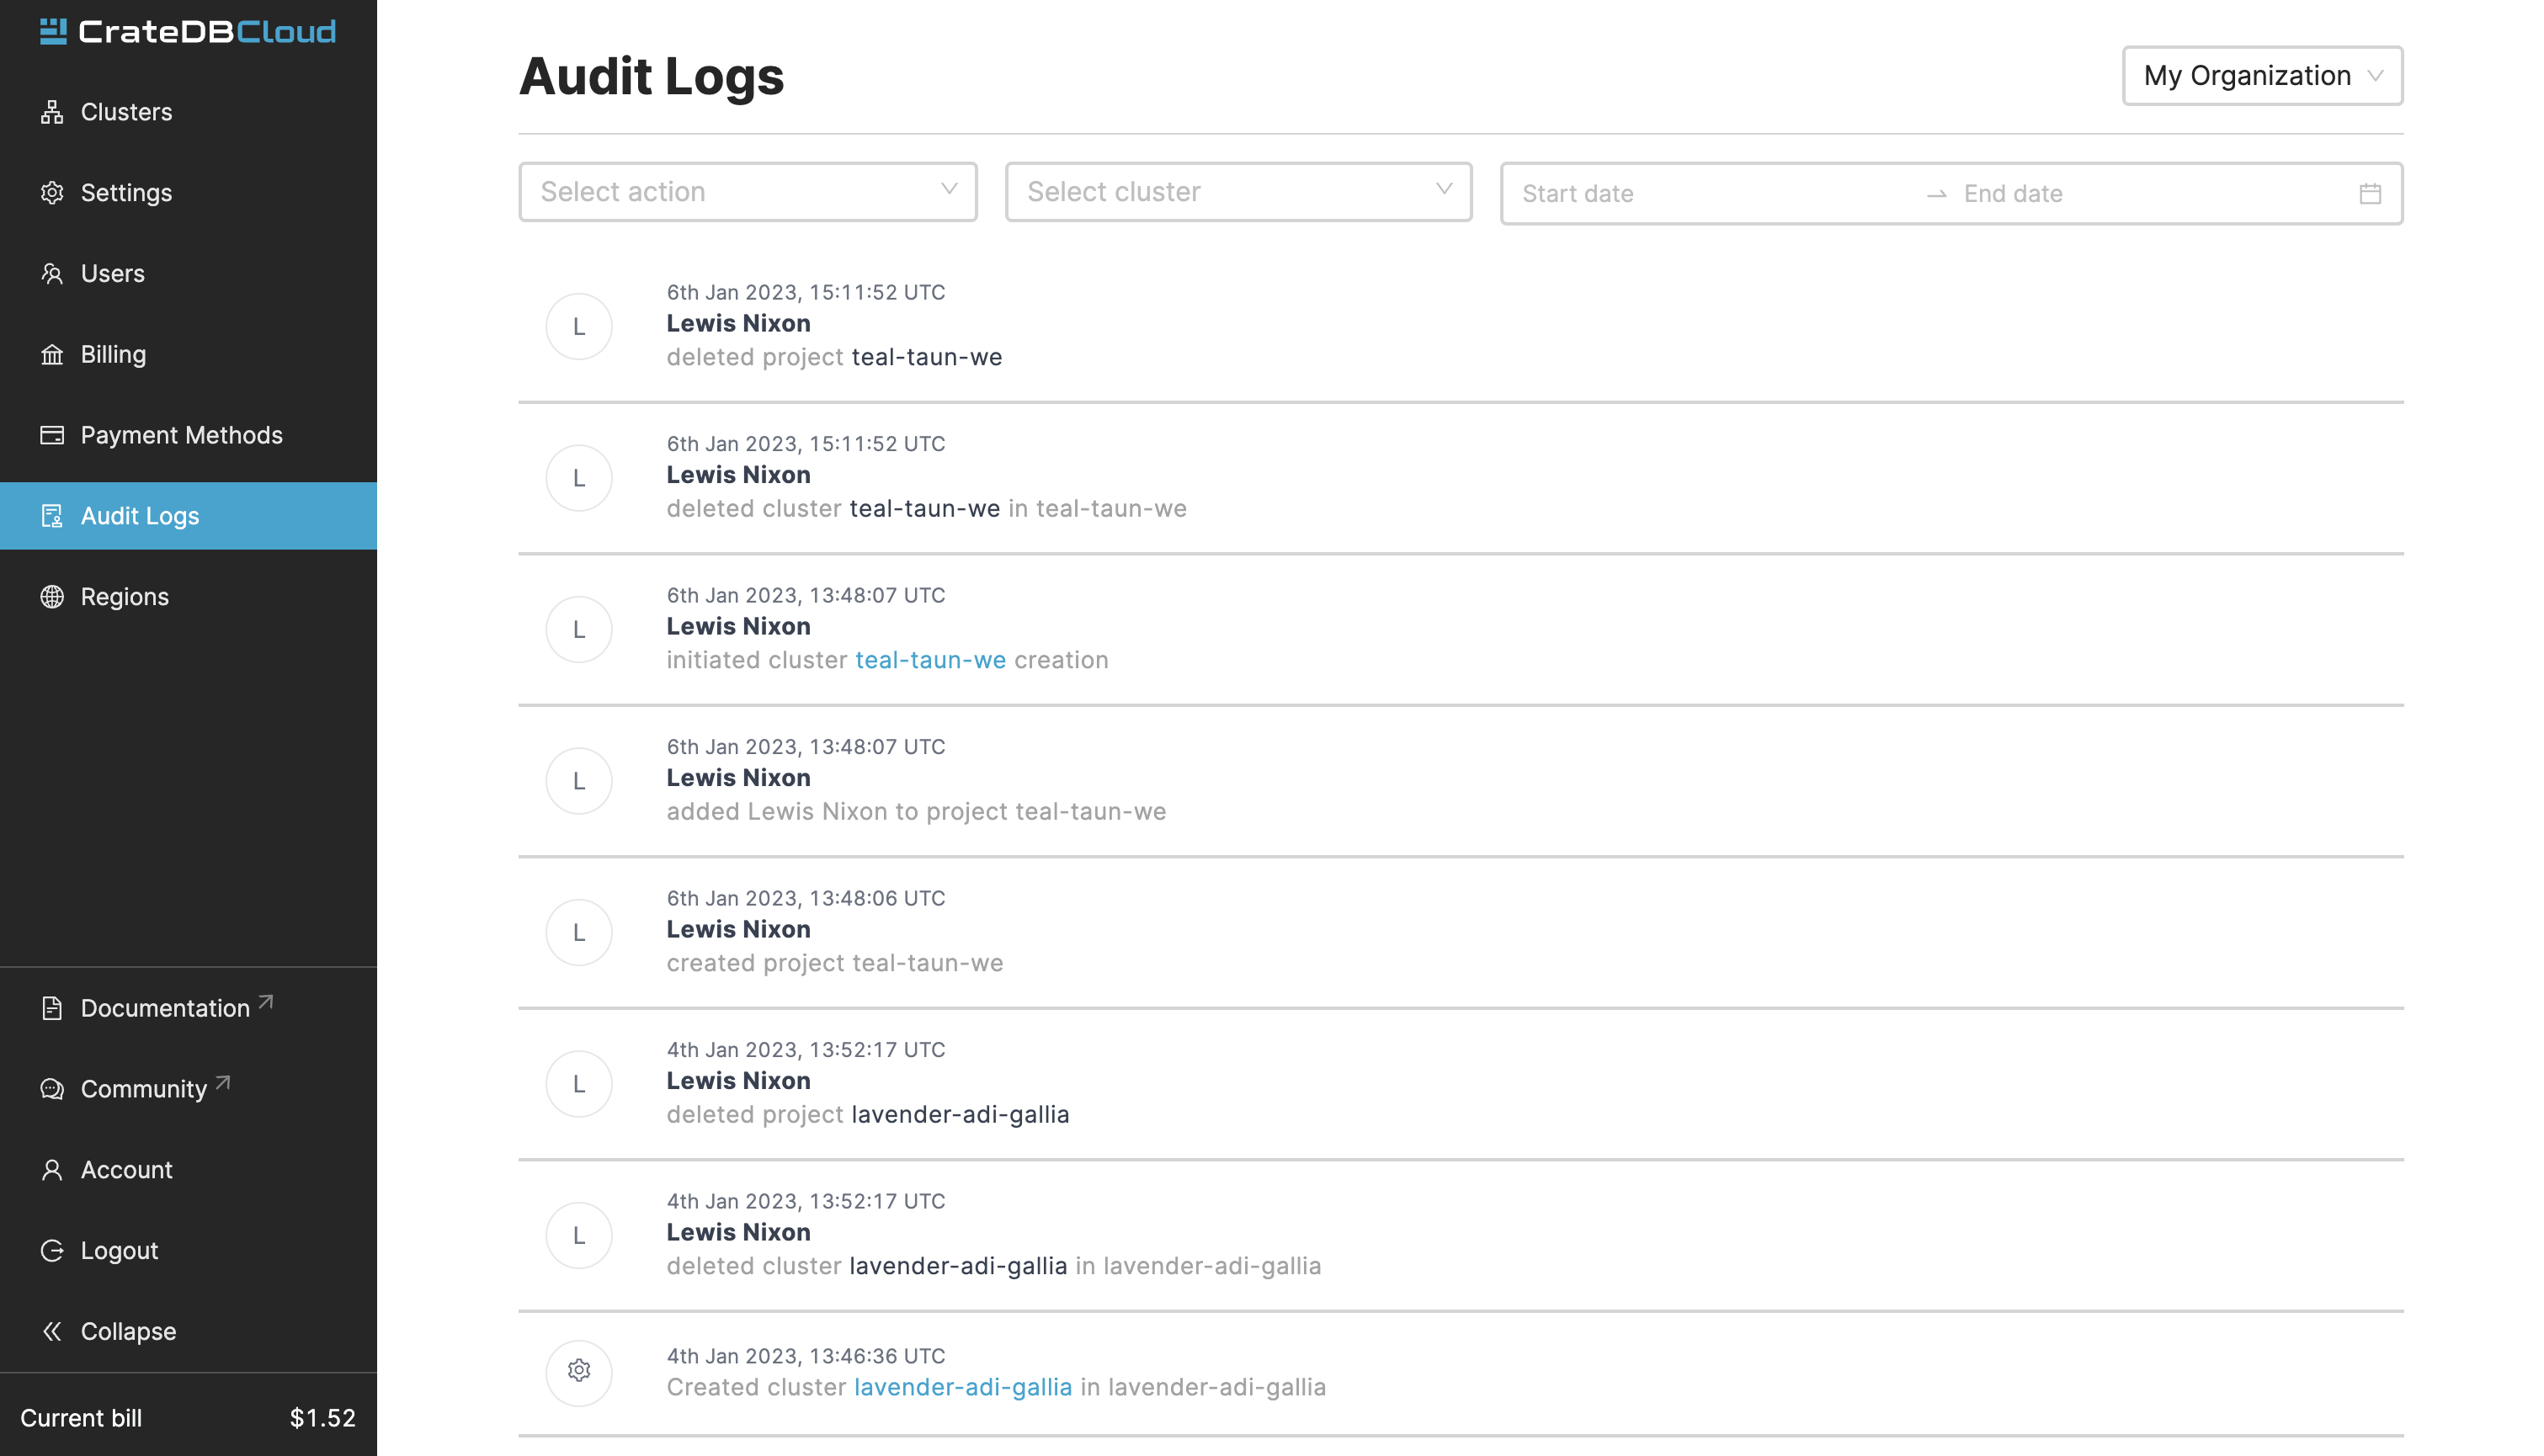 CrateDBCloud
Clusters
Settings
Users
Billing
Payment Methods
Audit Logs
Regions
Documentation
Community
Account
Logout
Collapse
Current bill $1.52
Audit Logs
My Organization
Select action
Select cluster
Start date → End date
L
6th Jan 2023, 15:11:52 UTC
Lewis Nixon
deleted project teal-taun-we
L
6th Jan 2023, 15:11:52 UTC
Lewis Nixon
deleted cluster teal-taun-we in teal-taun-we
L
6th Jan 2023, 13:48:07 UTC
Lewis Nixon
initiated cluster teal-taun-we creation
L
6th Jan 2023, 13:48:07 UTC
Lewis Nixon
added Lewis Nixon to project teal-taun-we
L
6th Jan 2023, 13:48:06 UTC
Lewis Nixon
created project teal-taun-we
L
4th Jan 2023, 13:52:17 UTC
Lewis Nixon
deleted project lavender-adi-gallia
L
4th Jan 2023, 13:52:17 UTC
Lewis Nixon
deleted cluster lavender-adi-gallia in lavender-adi-gallia
4th Jan 2023, 13:46:36 UTC
Created cluster lavender-adi-gallia in lavender-adi-gallia